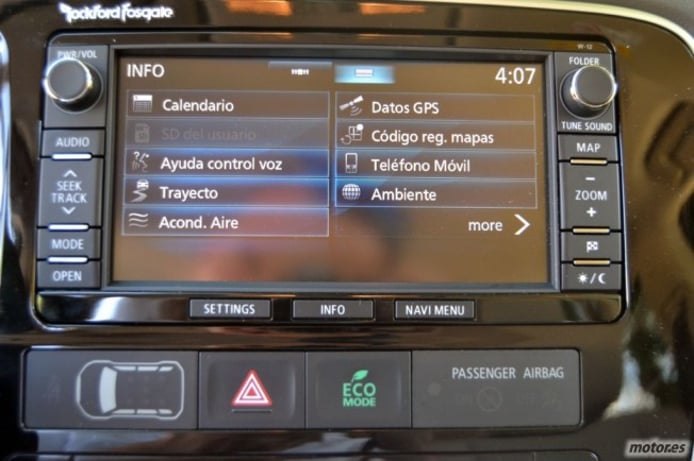 Rockford Fosgate
W-12
PWR/VOL
FOLDER
INFO
4:07
Calendario
Datos GPS
TUNE SOUND
SD del usuario
Código reg. mapas
AUDIO
MAP
Ayuda control voz
Teléfono Móvil
SEEK
TRACK
Trayecto
Ambiente
ZOOM
Acond. Aire
more
MODE
OPEN
SETTINGS
INFO
NAVI MENU
PASSENGER AIRBAG
ECO
MODE
motor.es